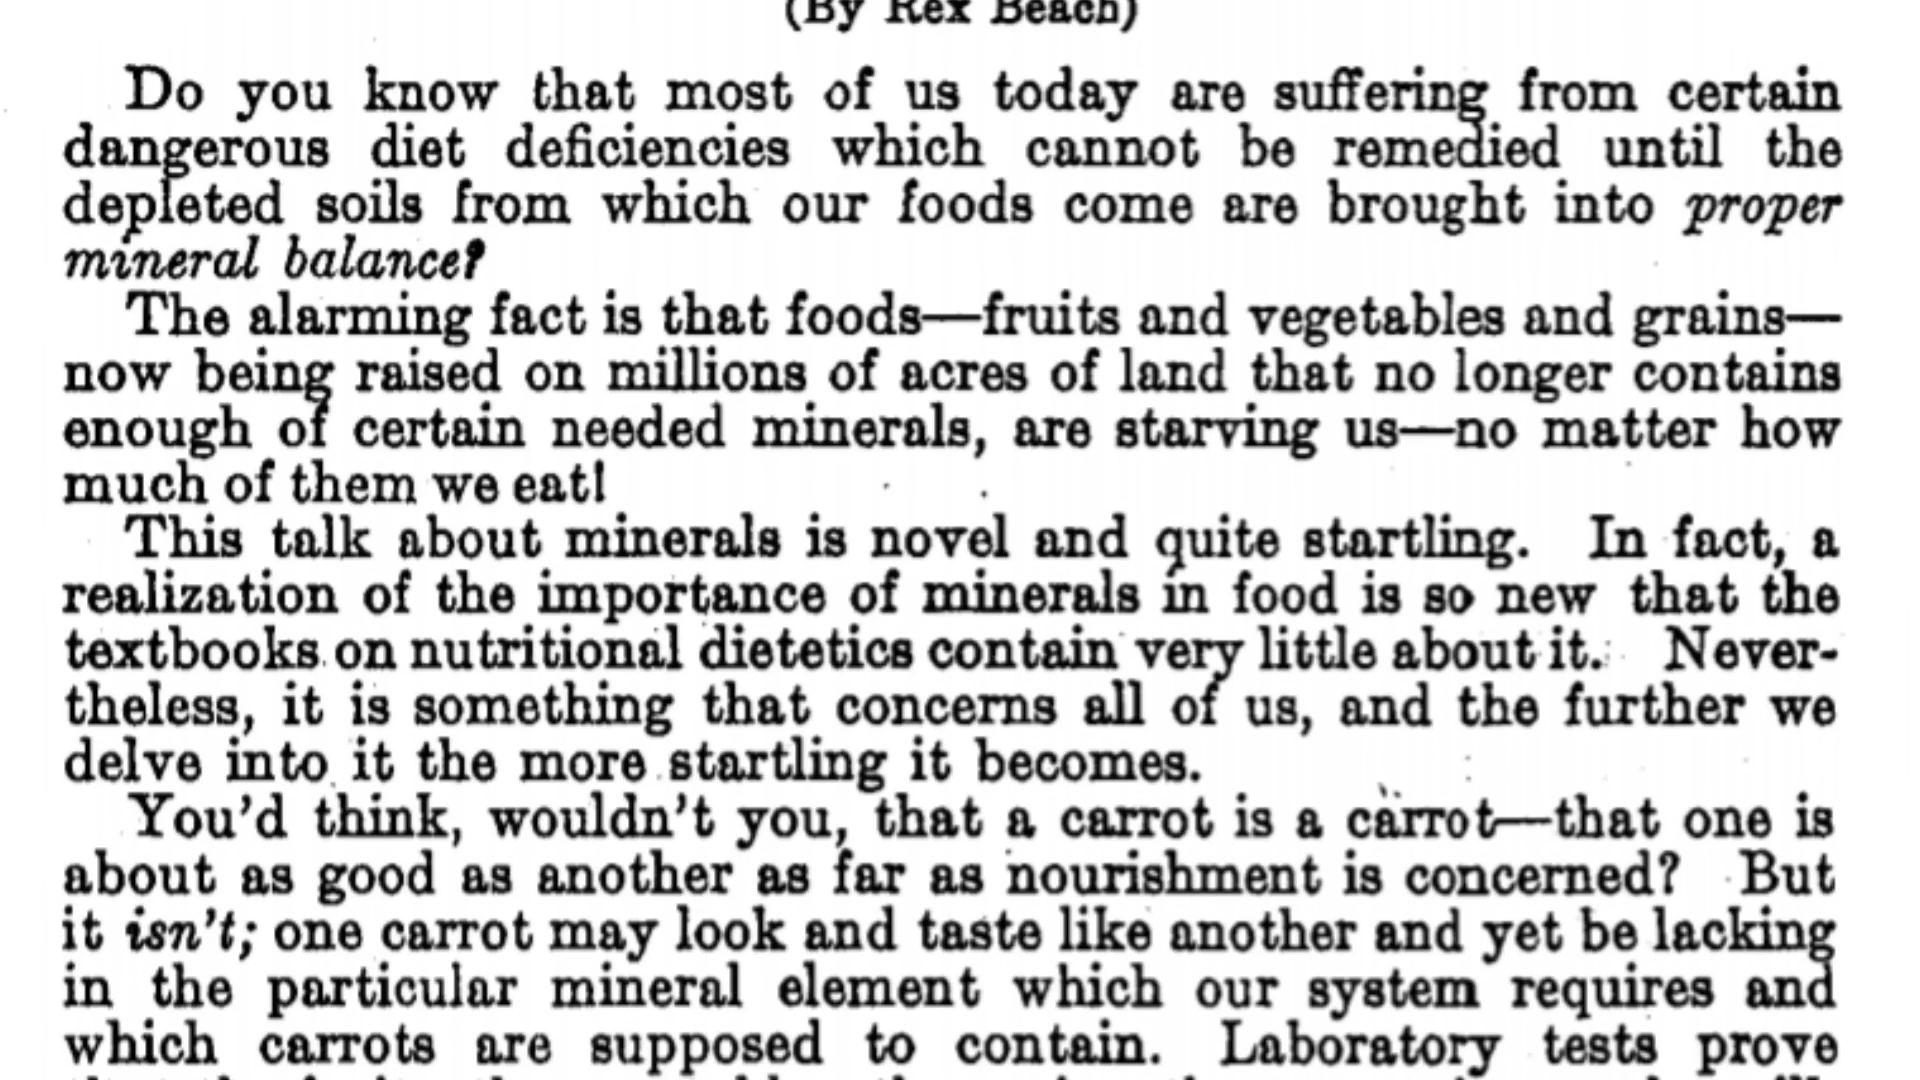 (By Rex Beach)
Do you know that most of us today are suffering from certain
dangerous diet deficiencies which cannot be remedied until the
depleted soils from which our foods come are brought into proper
mineral balance?
The alarming fact is that foods—fruits and vegetables and grains—
now being raised on millions of acres of land that no longer contains
enough of certain needed minerals, are starving us—no matter how
much of them we eat!
This talk about minerals is novel and quite startling. In fact, a
realization of the importance of minerals in food is so new that the
textbooks on nutritional dietetics contain very little about it. Never-
theless, it is something that concerns all of us, and the further we
delve into it the more startling it becomes.
You'd think, wouldn't you, that a carrot is a carrot—that one is
about as good as another as far as nourishment is concerned? But
it isn't; one carrot may look and taste like another and yet be lacking
in the particular mineral element which our system requires and
which carrots are supposed to contain. Laboratory tests prove